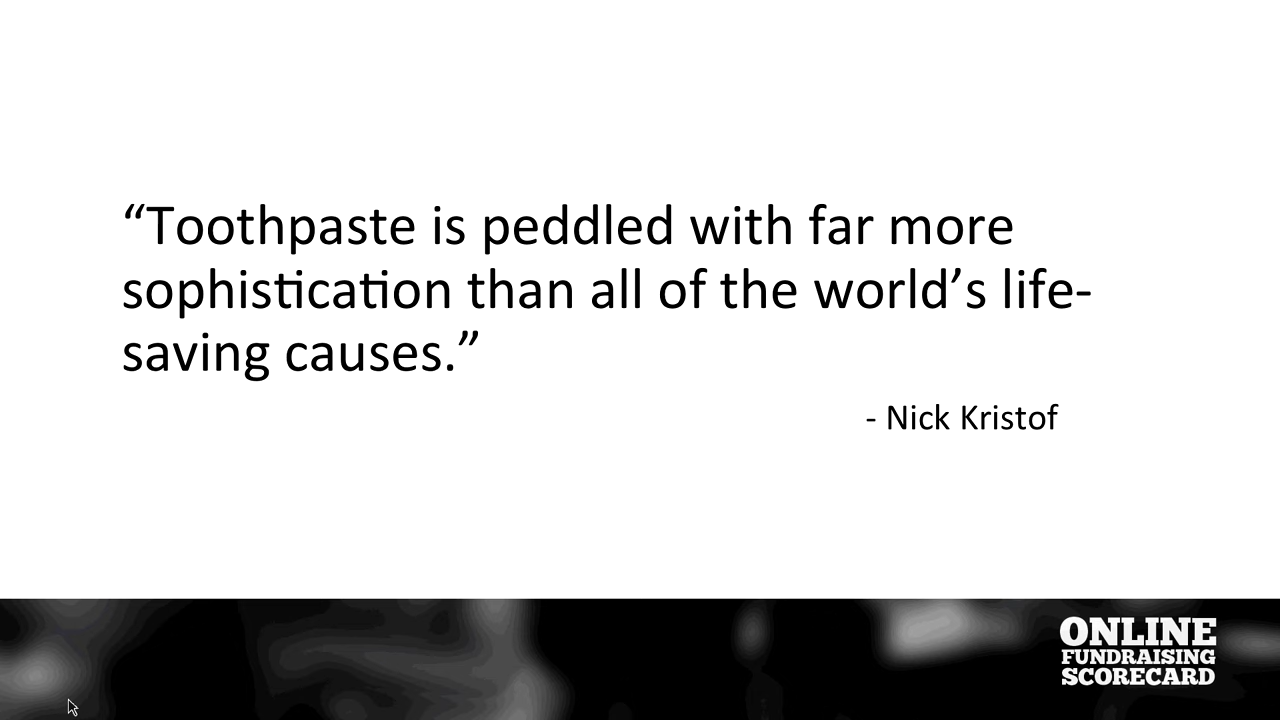 “Toothpaste is peddled with far more
sophistication than all of the world’s life-
saving causes.”
- Nick Kristof
ONLINE
FUNDRAISING
SCORECARD